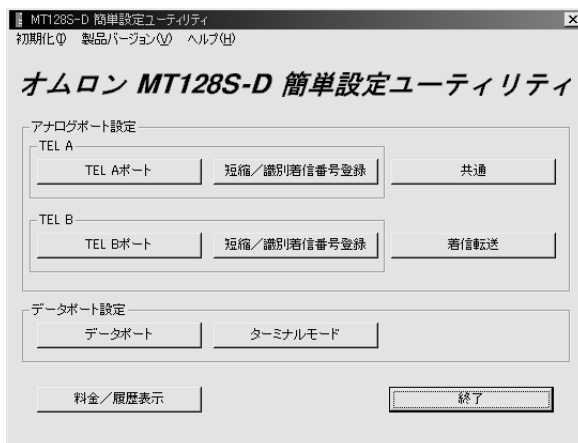 MT128S-D 簡単設定ユーティリティ
初期化(I) 製品バージョン(V) ヘルプ(H)
オムロン MT128S-D 簡単設定ユーティリティ
アナログポート設定
TEL A
TEL Aポート 短縮／識別着信番号登録 共通
TEL B
TEL Bポート 短縮／識別着信番号登録 着信転送
データポート設定
データポート ターミナルモード
料金／履歴表示 終了